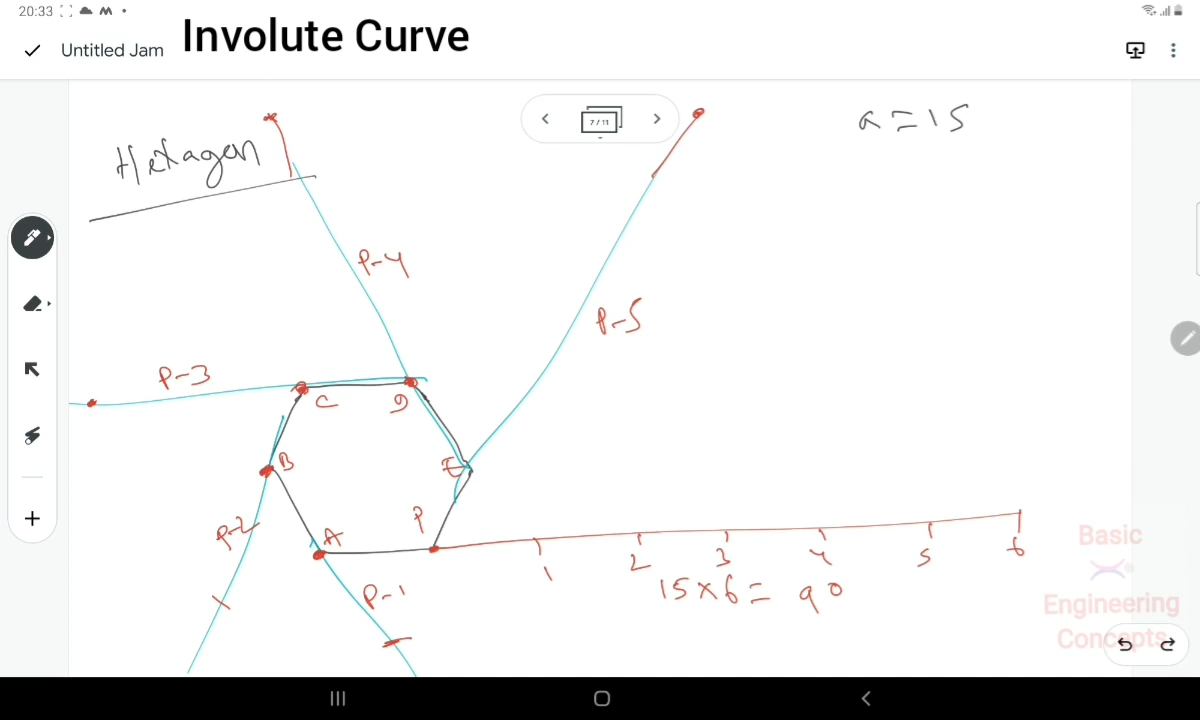 20:33
Untitled Jam
Involute Curve
7 / 11
Hexagon
a = 15
P-4
P-5
P-3
C
D
B
E
P-2
A
P
P-1
1
2
3
4
5
6
15 x 6 = 90
Basic
Engineering
Concepts